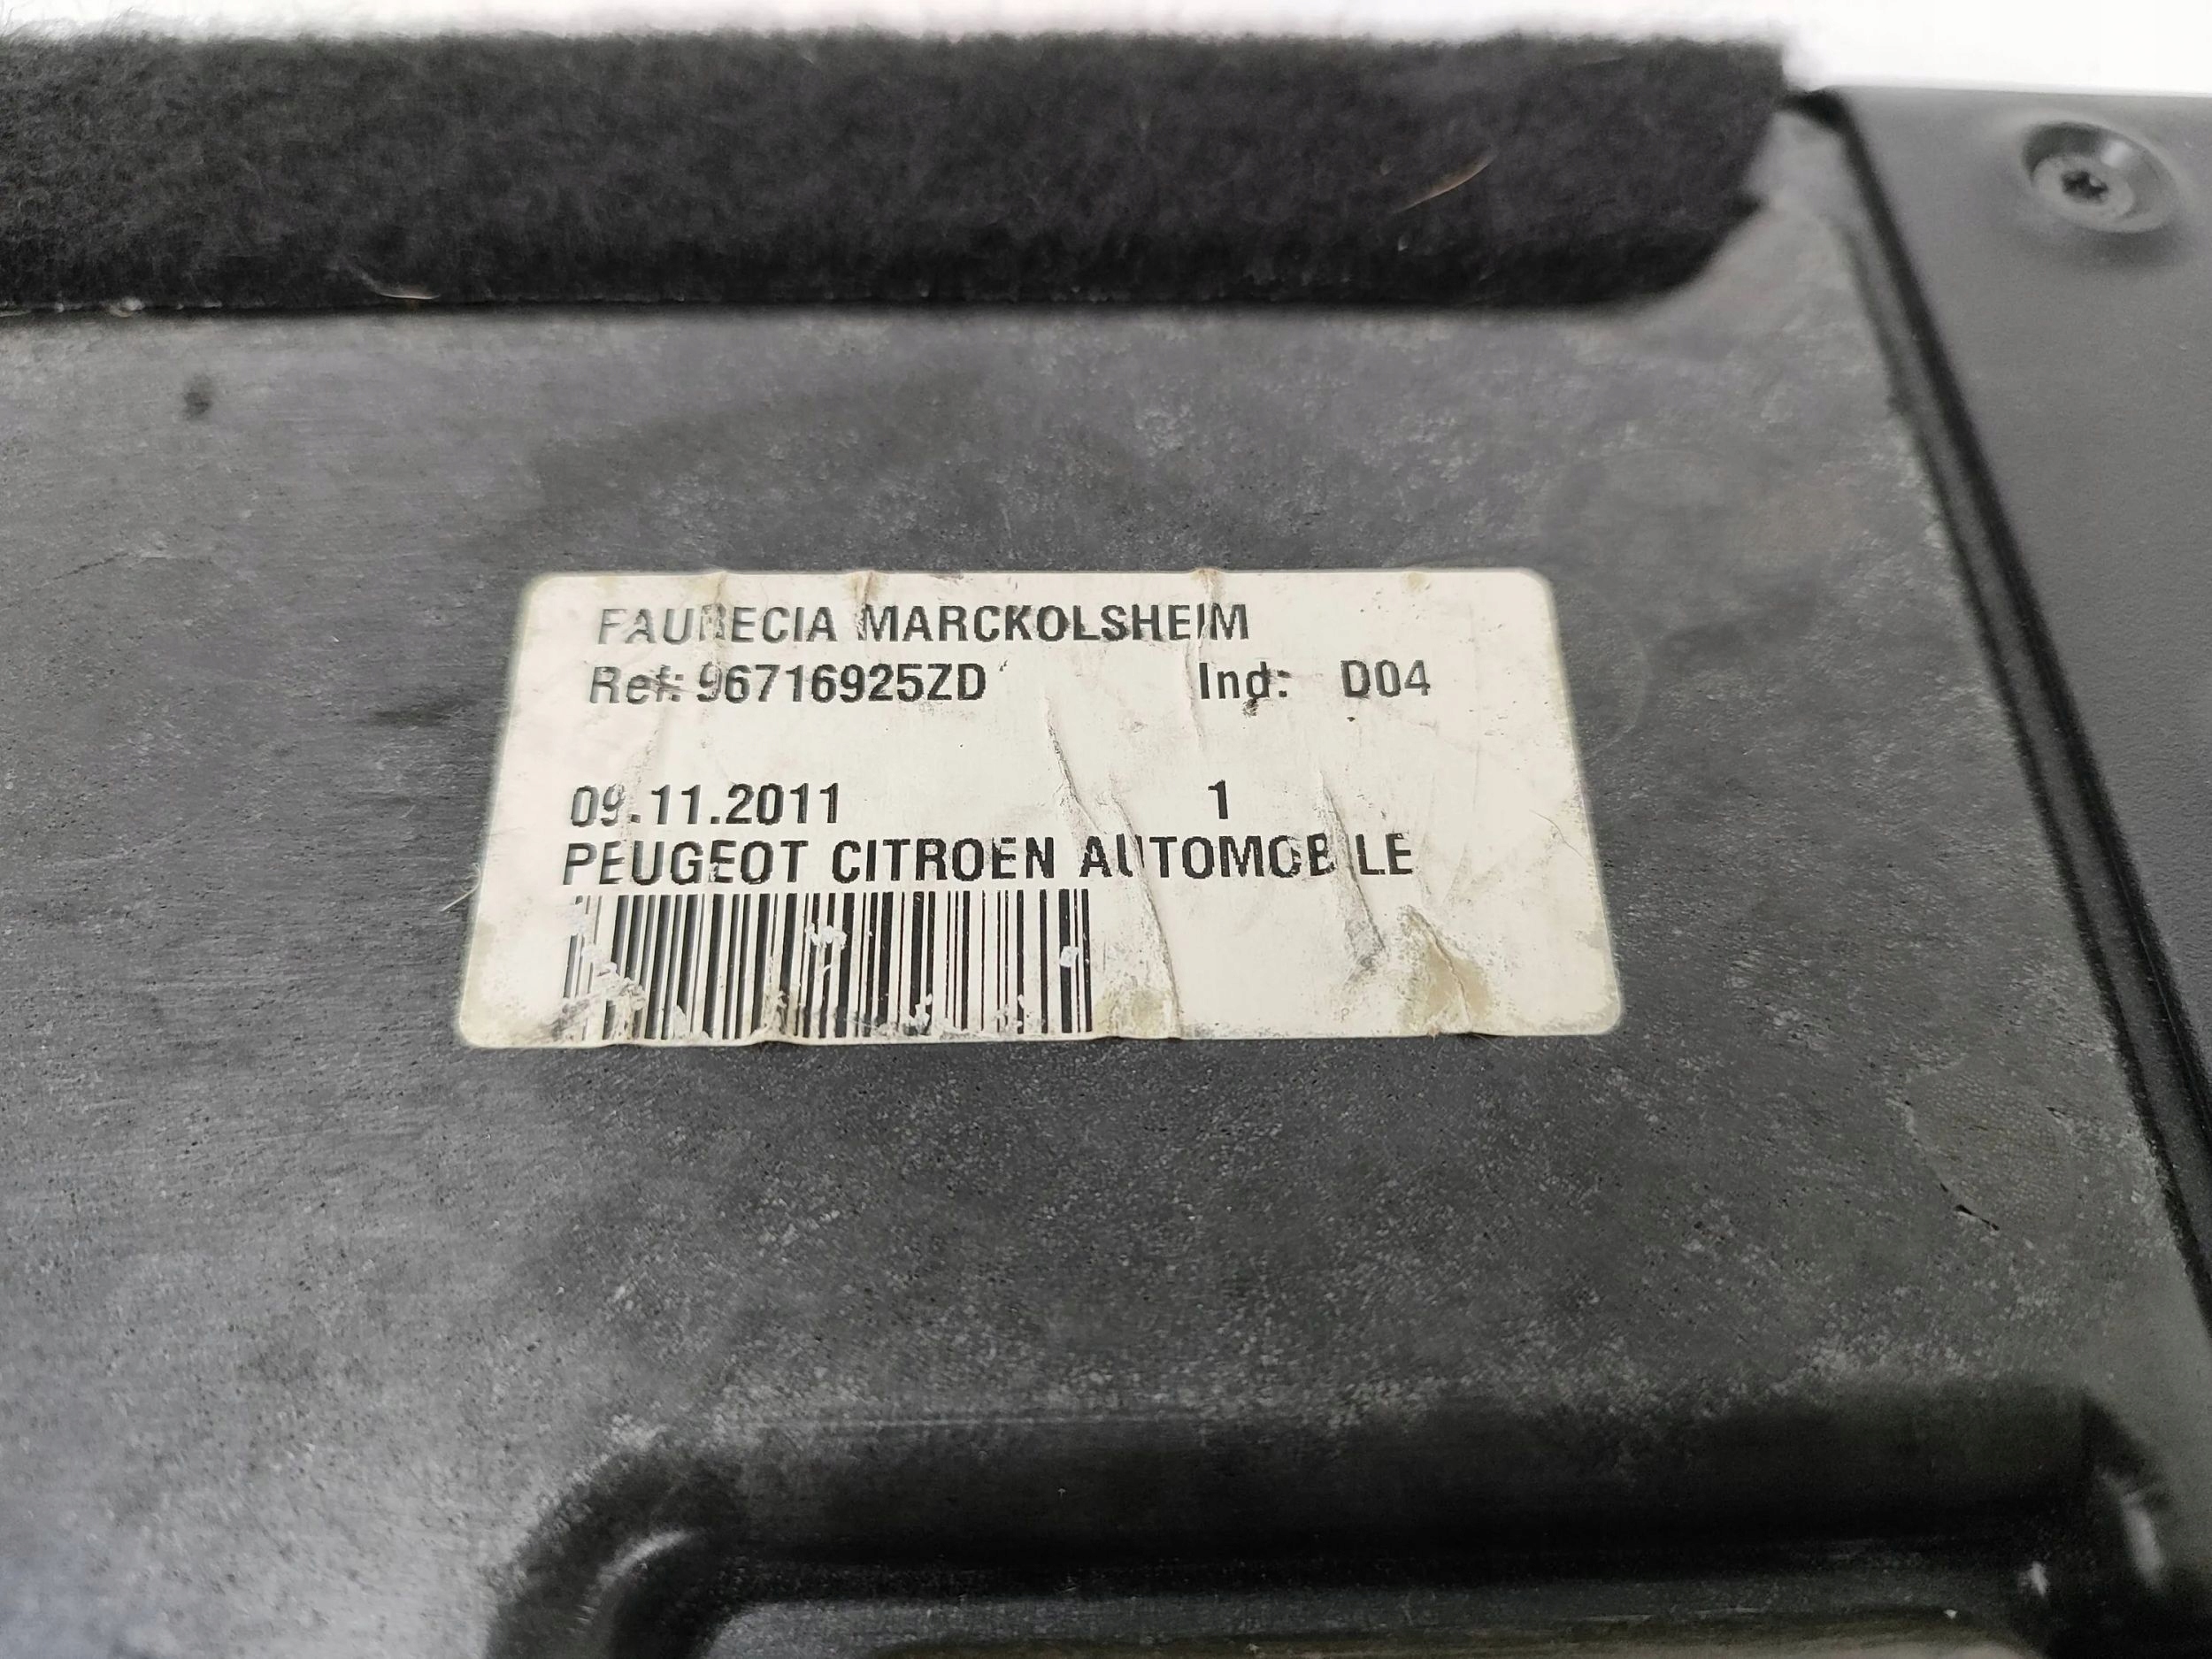 FAURECIA MARCKOLSHEIM
Ref: 96716925ZD Ind: D04
09.11.2011 1
PEUGEOT CITROEN AUTOMOBILE